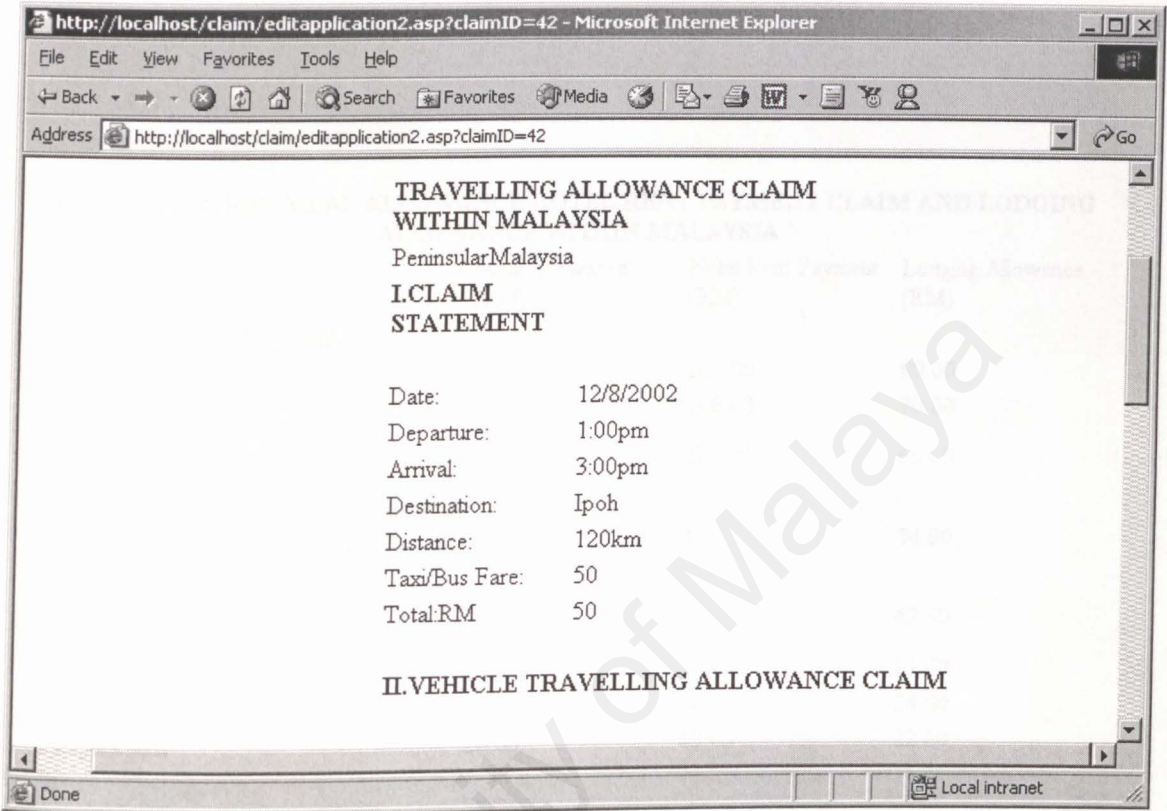 http://localhost/claim/editapplication2.asp?claimID=42 - Microsoft Internet Explorer
File Edit View Favorites Tools Help
Back Search Favorites Media
Address http://localhost/claim/editapplication2.asp?claimID=42 Go
TRAVELLING ALLOWANCE CLAIM
WITHIN MALAYSIA
PeninsularMalaysia
I.CLAIM
STATEMENT
Date: 12/8/2002
Departure: 1:00pm
Arrival: 3:00pm
Destination: Ipoh
Distance: 120km
Taxi/Bus Fare: 50
Total:RM 50
II.VEHICLE TRAVELLING ALLOWANCE CLAIM
Done Local intranet
of Malaya